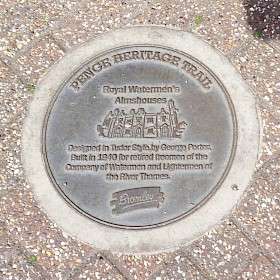 PENGE HERITAGE TRAIL
Royal Watermen's
Almshouses
Designed in Tudor Style by George Porter.
Built in 1840 for retired freemen of the
Company of Watermen and Lightermen of
the River Thames.
Bromley